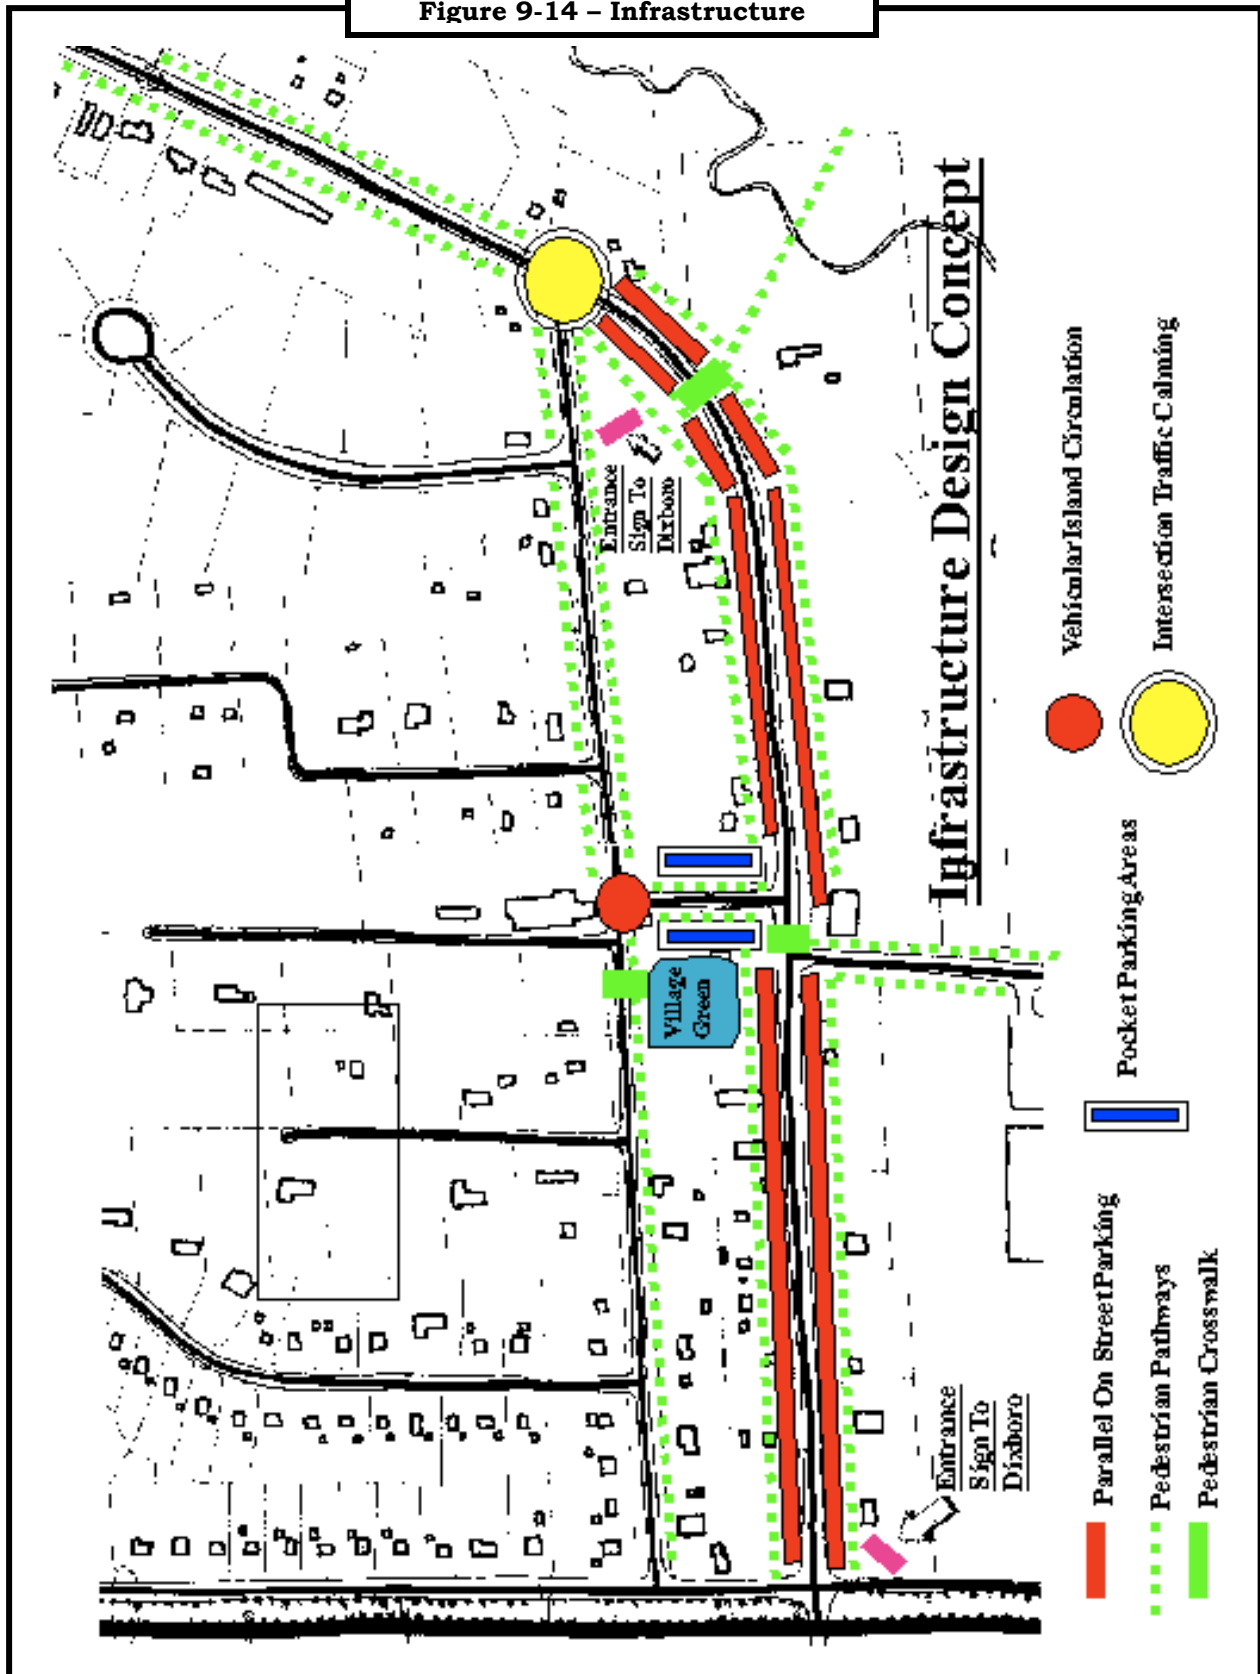 Figure 9-14 – Infrastructure
Entrance
Sign To
Dixboro
Village
Green
Entrance
Sign To
Dixboro
Infrastructure Design Concept
Parallel On Street Parking
Pedestrian Pathways
Pedestrian Crosswalk
Pocket Parking Areas
Vehicular Island Circulation
Intersection Traffic Calming